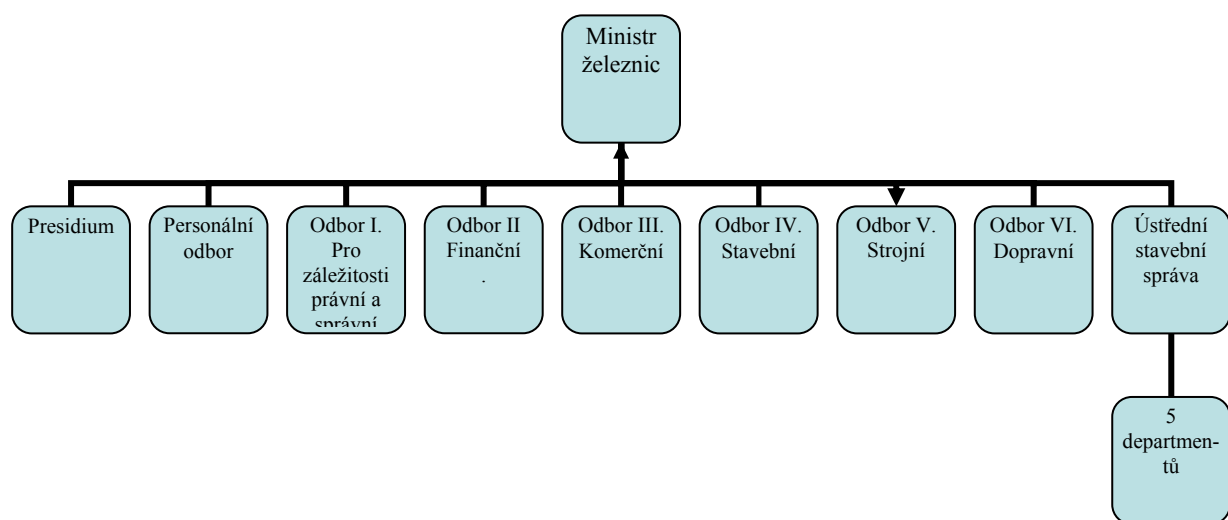 Ministr
železnic
Presidium
Personální
odbor
Odbor I.
Pro
záležitosti
právní a
správní
Odbor II
Finanční
.
Odbor III.
Komerční
Odbor IV.
Stavební
Odbor V.
Strojní
Odbor VI.
Dopravní
Ústřední
stavební
správa
5
departmen-
tů